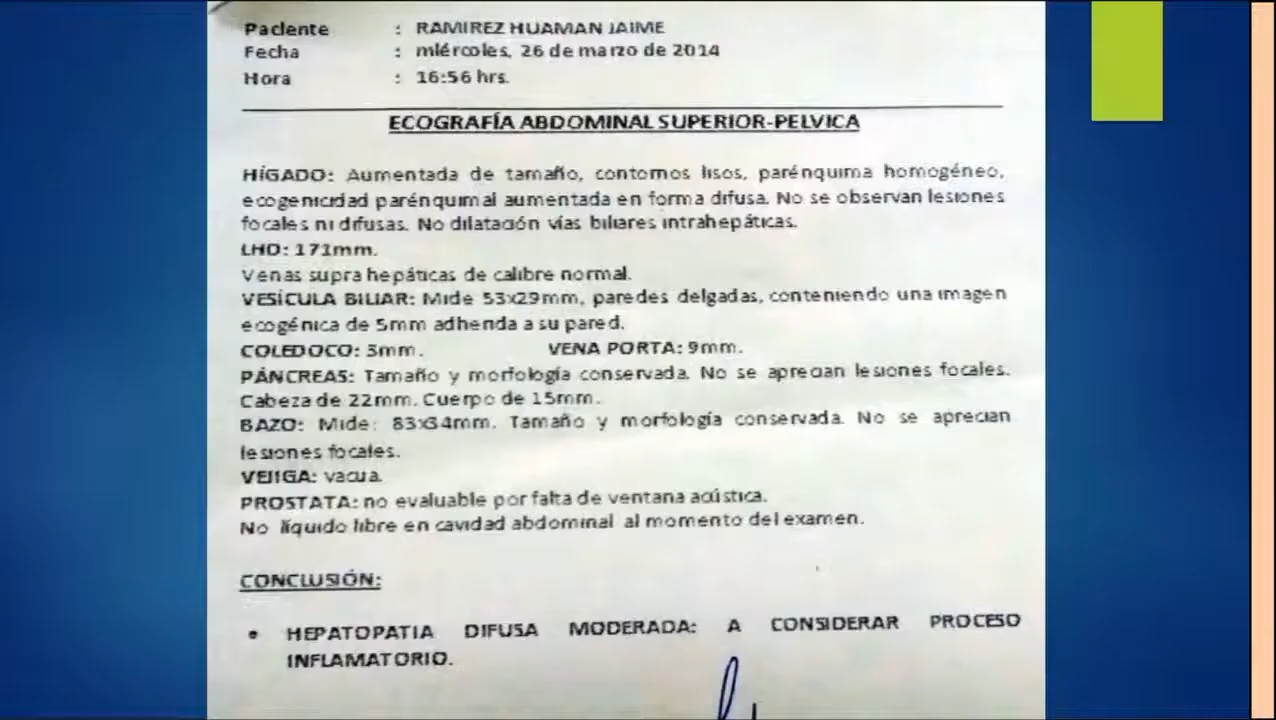 Paciente : RAMIREZ HUAMAN JAIME
Fecha : miércoles, 26 de marzo de 2014
Hora : 16:56 hrs.
ECOGRAFÍA ABDOMINAL SUPERIOR-PELVICA
HÍGADO: Aumentada de tamaño, contornos lisos, parénquima homogéneo,
ecogenicidad parénquimal aumentada en forma difusa. No se observan lesiones
focales ni difusas. No dilatación vías biliares intrahepáticas.
LHD: 171mm.
Venas supra hepáticas de calibre normal.
VESÍCULA BILIAR: Mide 53x29mm, paredes delgadas, conteniendo una imagen
ecogénica de 5mm adherida a su pared.
COLEDOCO: 3mm. VENA PORTA: 9mm.
PÁNCREAS: Tamaño y morfología conservada. No se aprecian lesiones focales.
Cabeza de 22mm. Cuerpo de 15mm.
BAZO: Mide: 83x34mm. Tamaño y morfología conservada. No se aprecian
lesiones focales.
VEJIGA: vacua.
PROSTATA: no evaluable por falta de ventana acústica.
No líquido libre en cavidad abdominal al momento del examen.
CONCLUSIÓN:
• HEPATOPATIA DIFUSA MODERADA: A CONSIDERAR PROCESO
INFLAMATORIO.